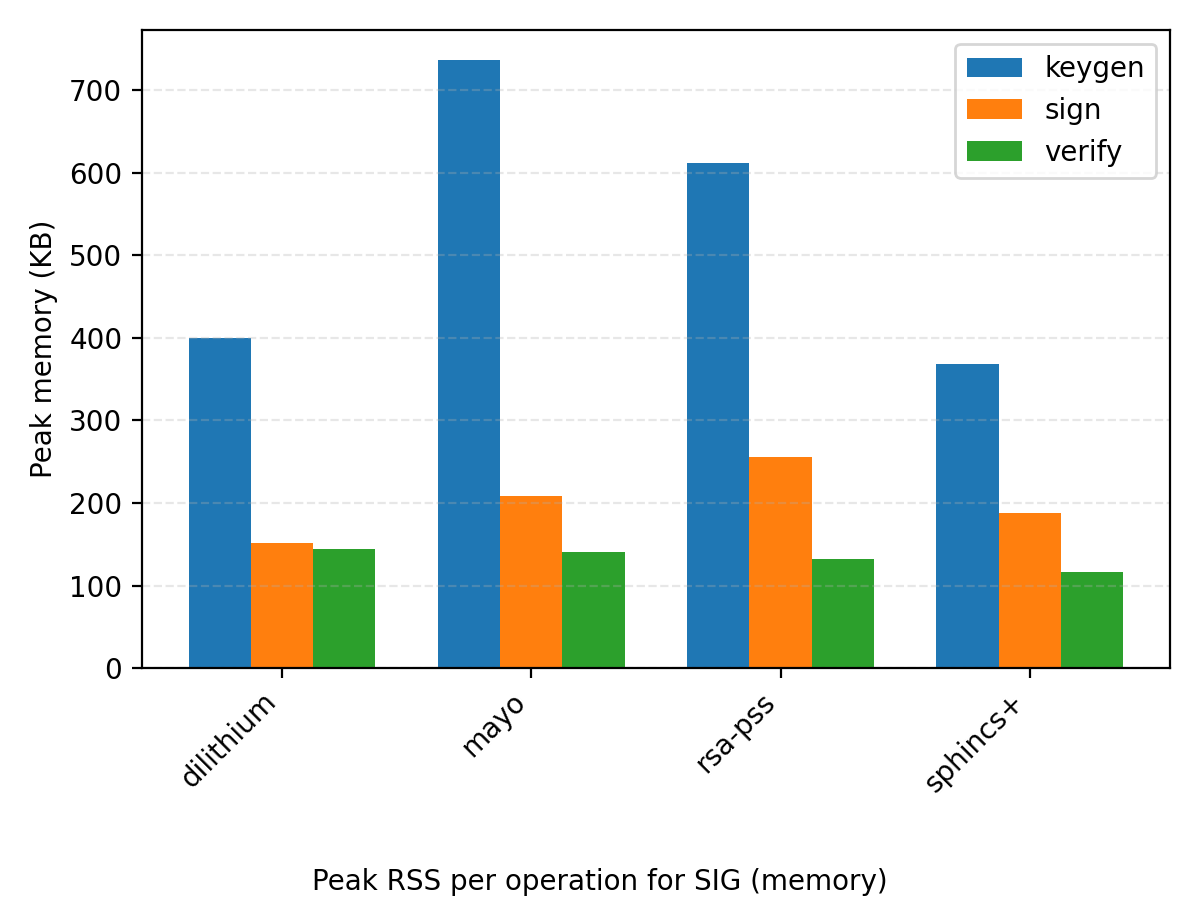 700
600
500
400
300
200
100
0
Peak memory (KB)
keygen
sign
verify
dilithium
mayo
rsa-pss
sphincs+
Peak RSS per operation for SIG (memory)